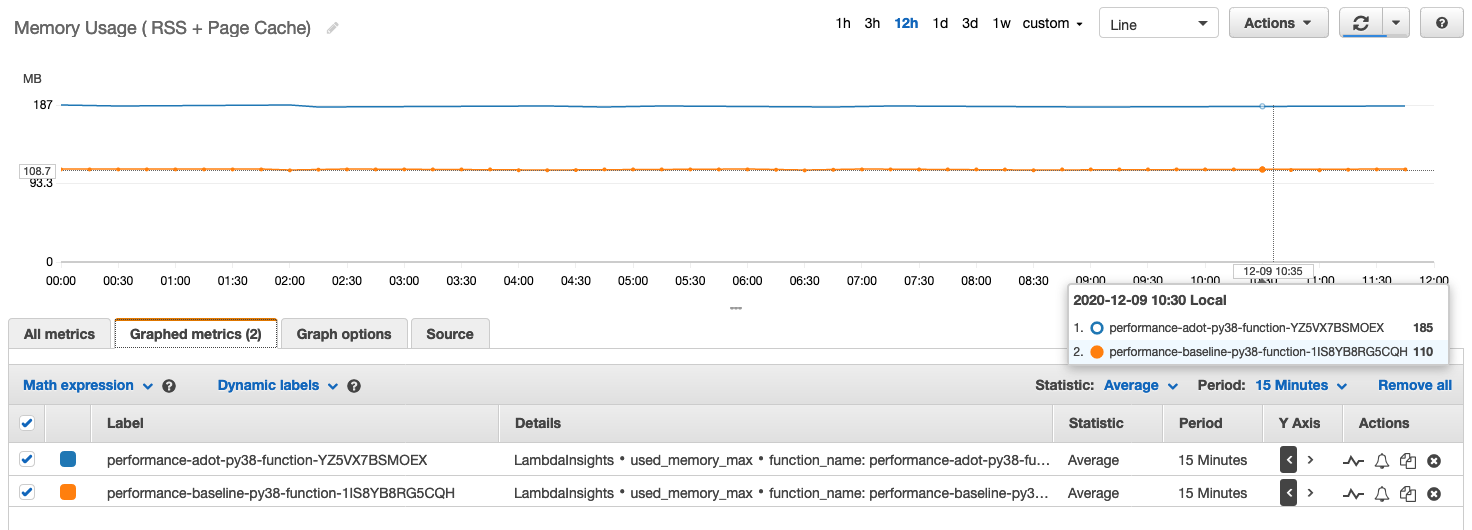 Memory Usage ( RSS + Page Cache)
1h 3h 12h 1d 3d 1w custom
Line
Actions
?
MB
187
108.7
93.3
0
00:00 00:30 01:00 01:30 02:00 02:30 03:00 03:30 04:00 04:30 05:00 05:30 06:00 06:30 07:00 07:30 08:00 08:30 09:00 09:30 10:00 10:30 11:00 11:30 12:00
12-09 10:35
2020-12-09 10:30 Local
1. performance-adot-py38-function-YZ5VX7BSMOEX 185
2. performance-baseline-py38-function-1IS8YB8RG5CQH 110
All metrics Graphed metrics (2) Graph options Source
Math expression ? Dynamic labels ? Statistic: Average Period: 15 Minutes Remove all
Label Details Statistic Period Y Axis Actions
performance-adot-py38-function-YZ5VX7BSMOEX LambdaInsights • used_memory_max • function_name: performance-adot-py38-fu... Average 15 Minutes < >
performance-baseline-py38-function-1IS8YB8RG5CQH LambdaInsights • used_memory_max • function_name: performance-baseline-py3... Average 15 Minutes < >